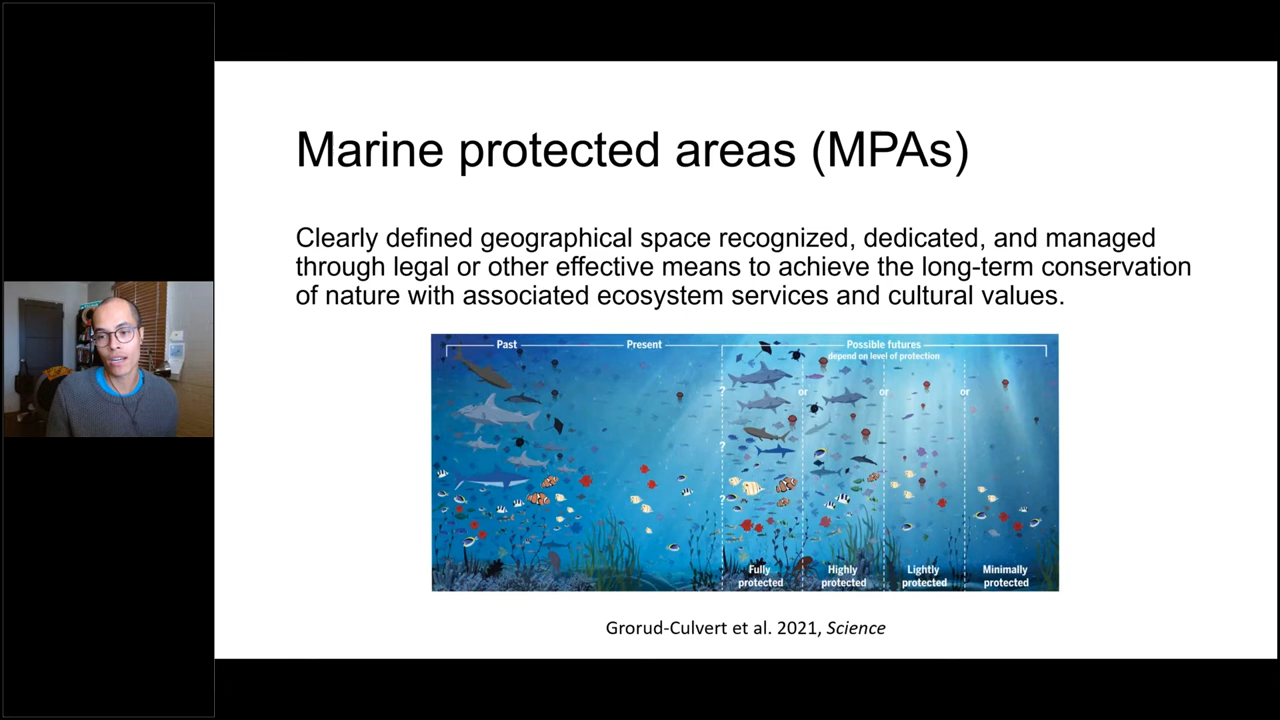 Marine protected areas (MPAs)
Clearly defined geographical space recognized, dedicated, and managed
through legal or other effective means to achieve the long-term conservation
of nature with associated ecosystem services and cultural values.
Past
Present
Possible futures
depend on level of protection
?
or
or
or
?
?
Fully
protected
Highly
protected
Lightly
protected
Minimally
protected
Grorud-Culvert et al. 2021, Science